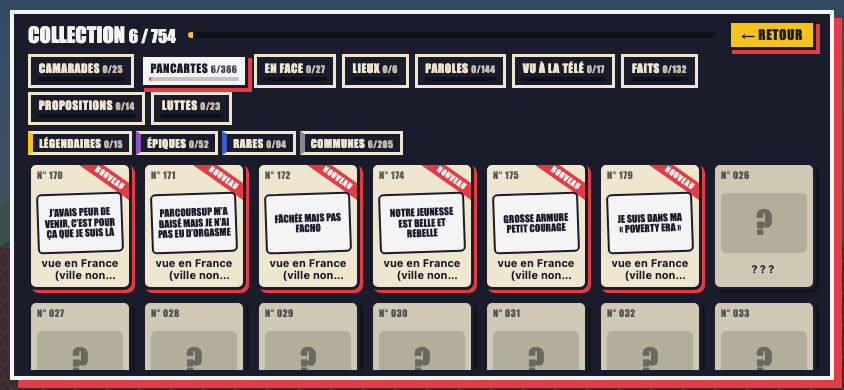 COLLECTION 6 / 754
← RETOUR
CAMARADES 0/25
PANCARTES 6/366
EN FACE 0/27
LIEUX 0/6
PAROLES 0/144
VU À LA TÉLÉ 0/17
FAITS 0/132
PROPOSITIONS 0/14
LUTTES 0/23
LÉGENDAIRES 0/15
ÉPIQUES 0/52
RARES 0/94
COMMUNES 6/205
N° 170
NOUVEAU
J'AVAIS PEUR DE
VENIR, C'EST POUR
ÇA QUE JE SUIS LÀ
vue en France
(ville non...
N° 171
NOUVEAU
PARCOURSUP M'A
BAISÉ MAIS JE N'AI
PAS EU D'ORGASME
vue en France
(ville non...
N° 172
NOUVEAU
FÂCHÉE MAIS PAS
FACHO
vue en France
(ville non...
N° 174
NOUVEAU
NOTRE JEUNESSE
EST BELLE ET
REBELLE
vue en France
(ville non...
N° 175
NOUVEAU
GROSSE ARMURE
PETIT COURAGE
vue en France
(ville non...
N° 179
NOUVEAU
JE SUIS DANS MA
« POVERTY ERA »
vue en France
(ville non...
N° 026
?
? ? ?
N° 027
?
N° 028
?
N° 029
?
N° 030
?
N° 031
?
N° 032
?
N° 033
?